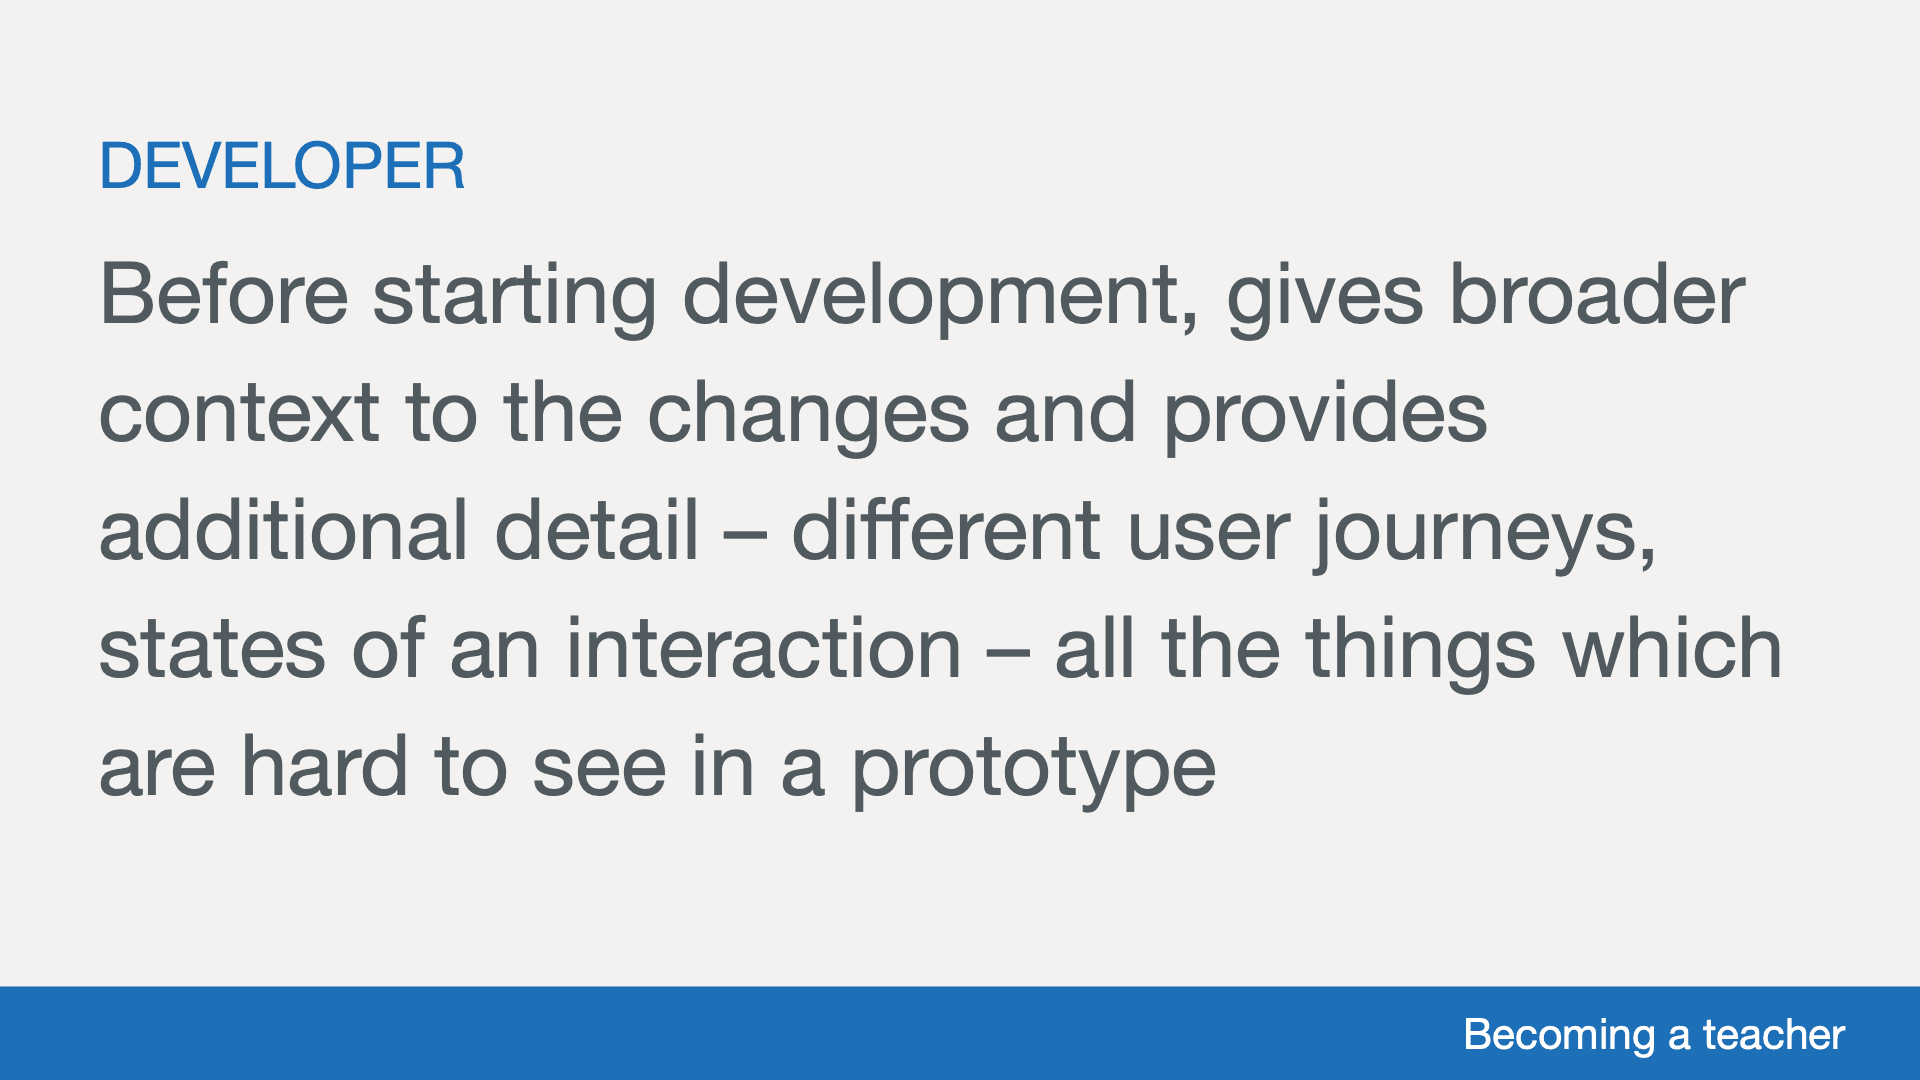 DEVELOPER
Before starting development, gives broader
context to the changes and provides
additional detail – different user journeys,
states of an interaction – all the things which
are hard to see in a prototype
Becoming a teacher